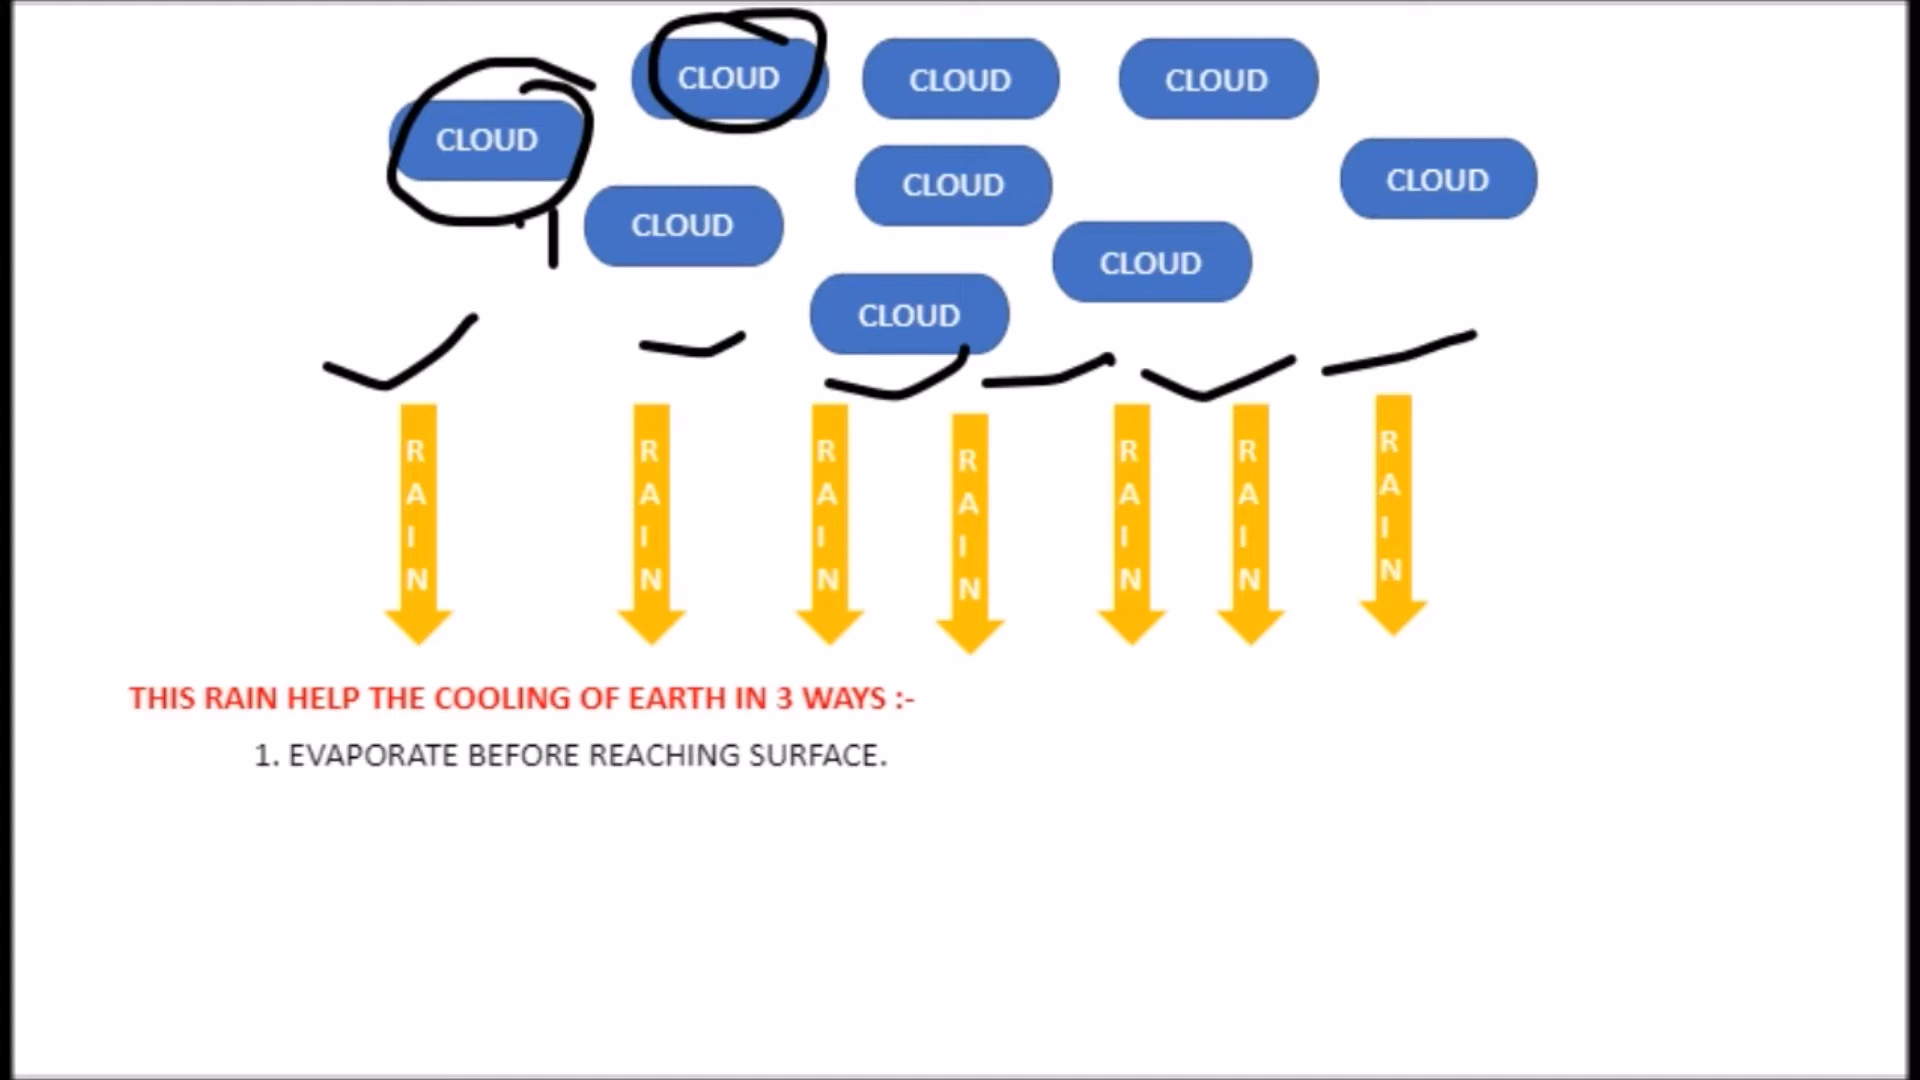 CLOUD
CLOUD
CLOUD
CLOUD
CLOUD
CLOUD
CLOUD
CLOUD
CLOUD
RAIN
RAIN
RAIN
RAIN
RAIN
RAIN
RAIN
THIS RAIN HELP THE COOLING OF EARTH IN 3 WAYS :-
1. EVAPORATE BEFORE REACHING SURFACE.